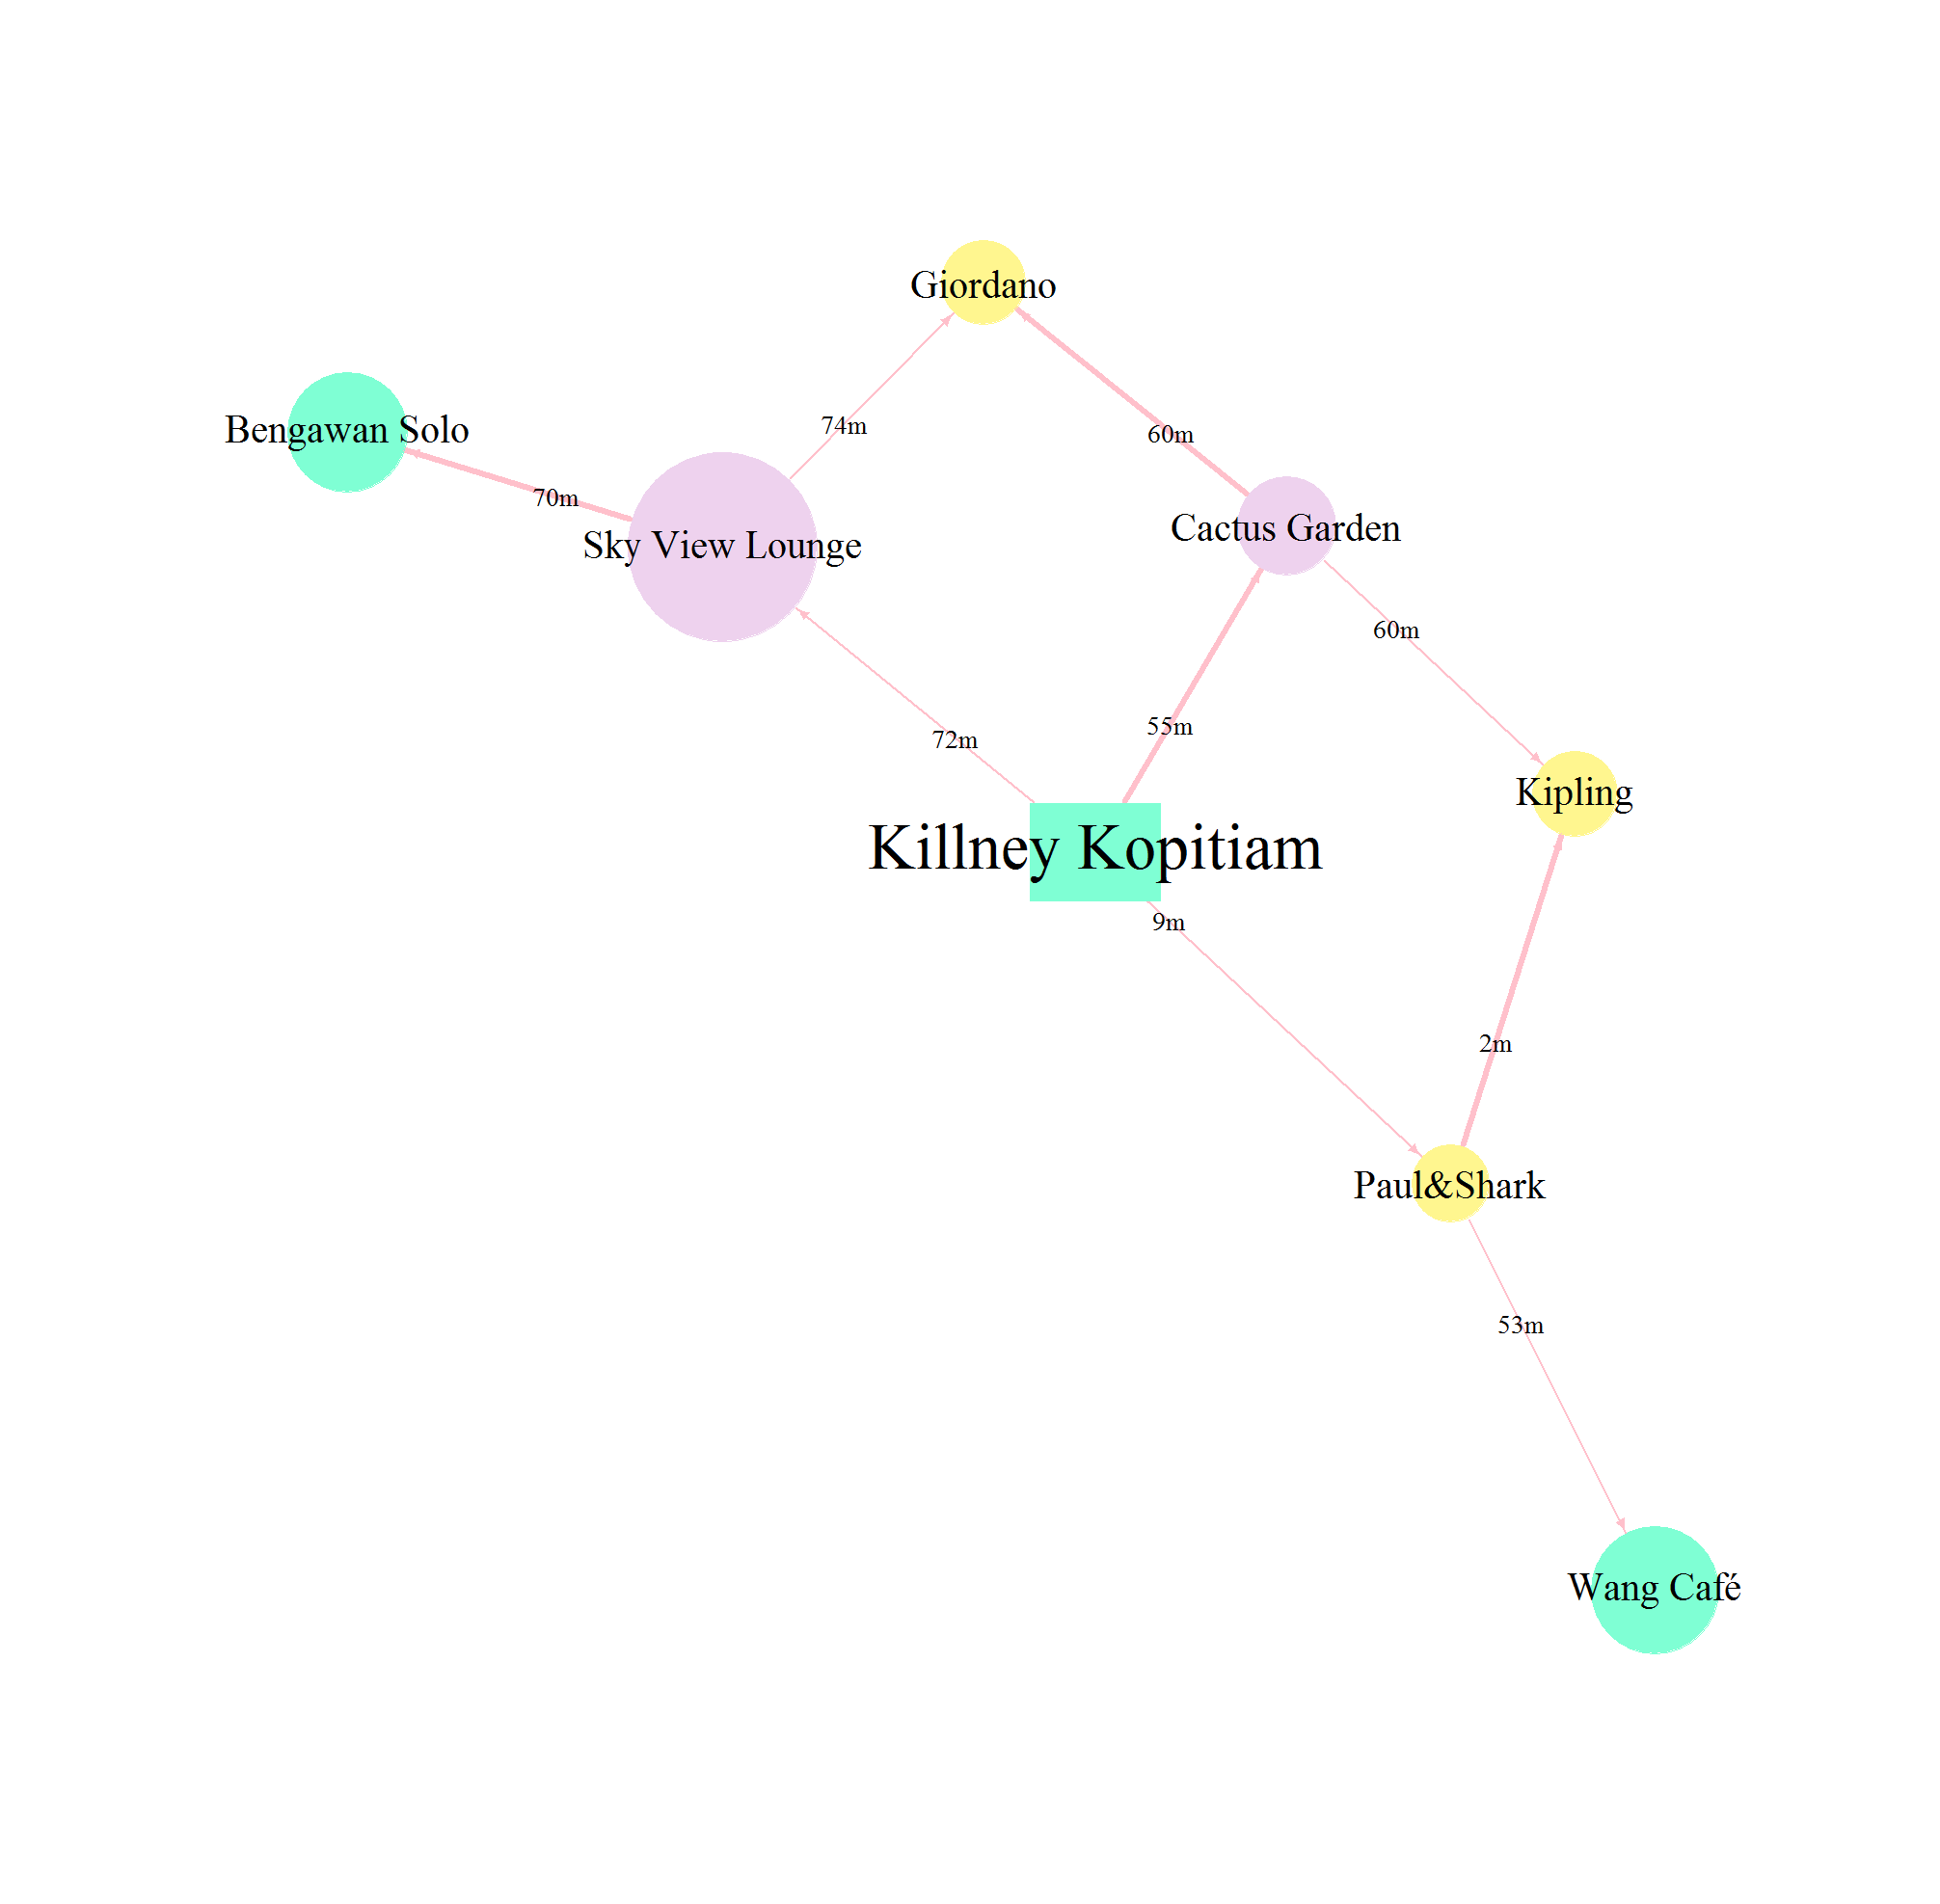 Giordano
74m
60m
Bengawan Solo
70m
Sky View Lounge
Cactus Garden
60m
72m
55m
Kipling
Killney Kopitiam
9m
2m
Paul&Shark
53m
Wang Café